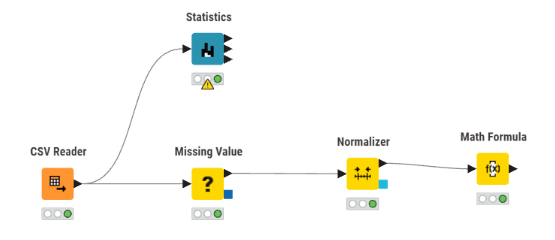 Statistics
CSV Reader
Missing Value
?
Normalizer
Math Formula
f(x)